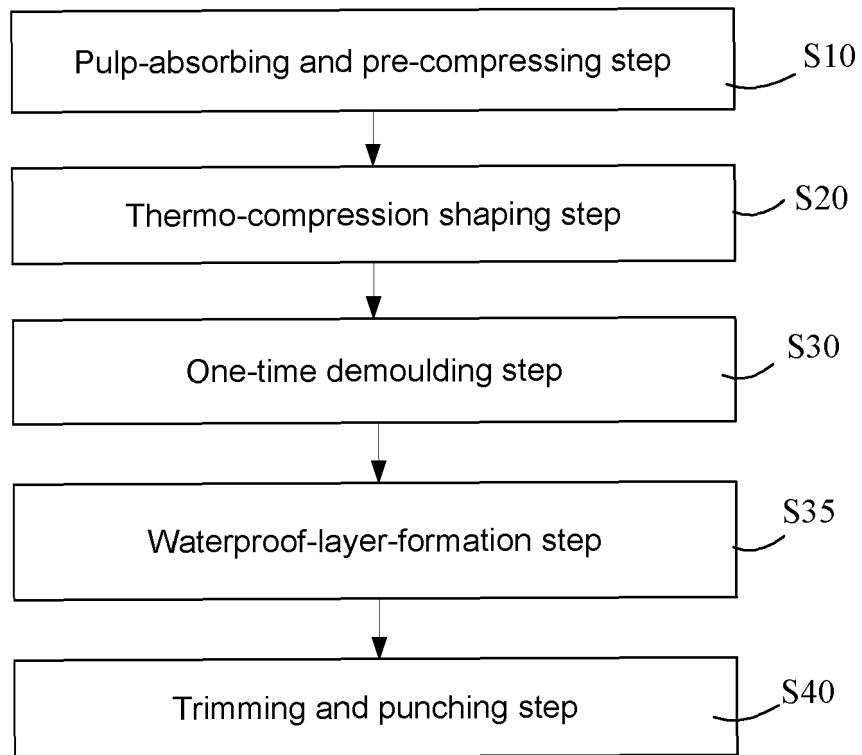 Pulp-absorbing and pre-compressing step
S10
Thermo-compression shaping step
S20
One-time demoulding step
S30
Waterproof-layer-formation step
S35
Trimming and punching step
S40